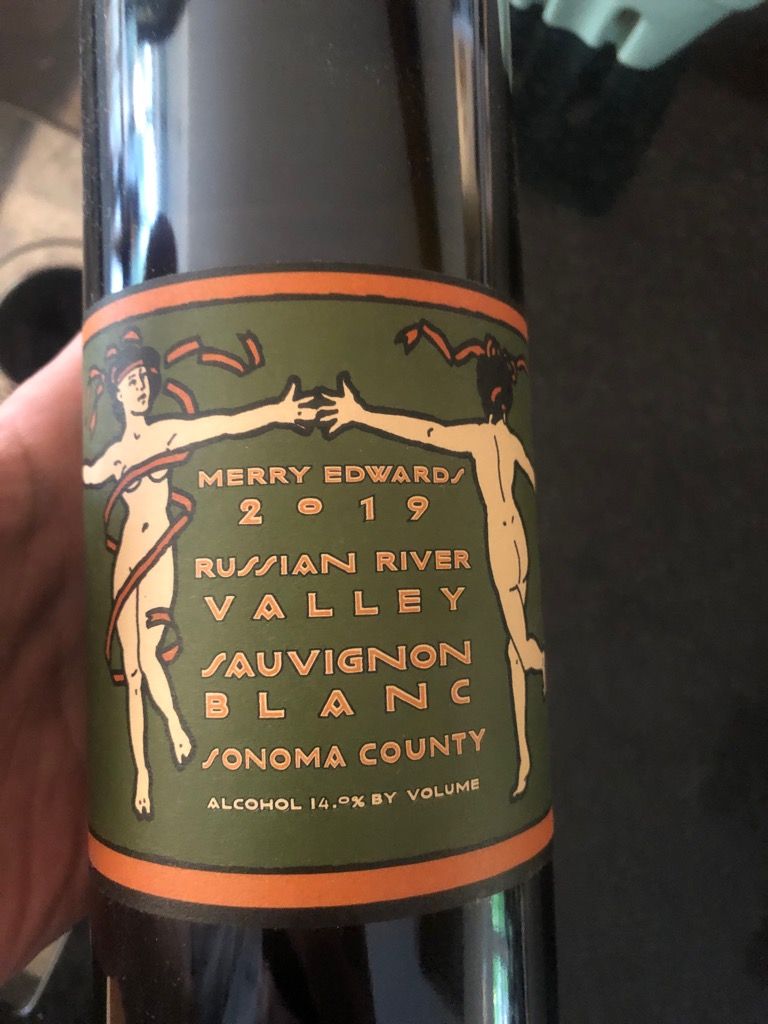 MERRY EDWARDS
2019
RUSSIAN RIVER
VALLEY
SAUVIGNON
BLANC
SONOMA COUNTY
ALCOHOL 14.0% BY VOLUME